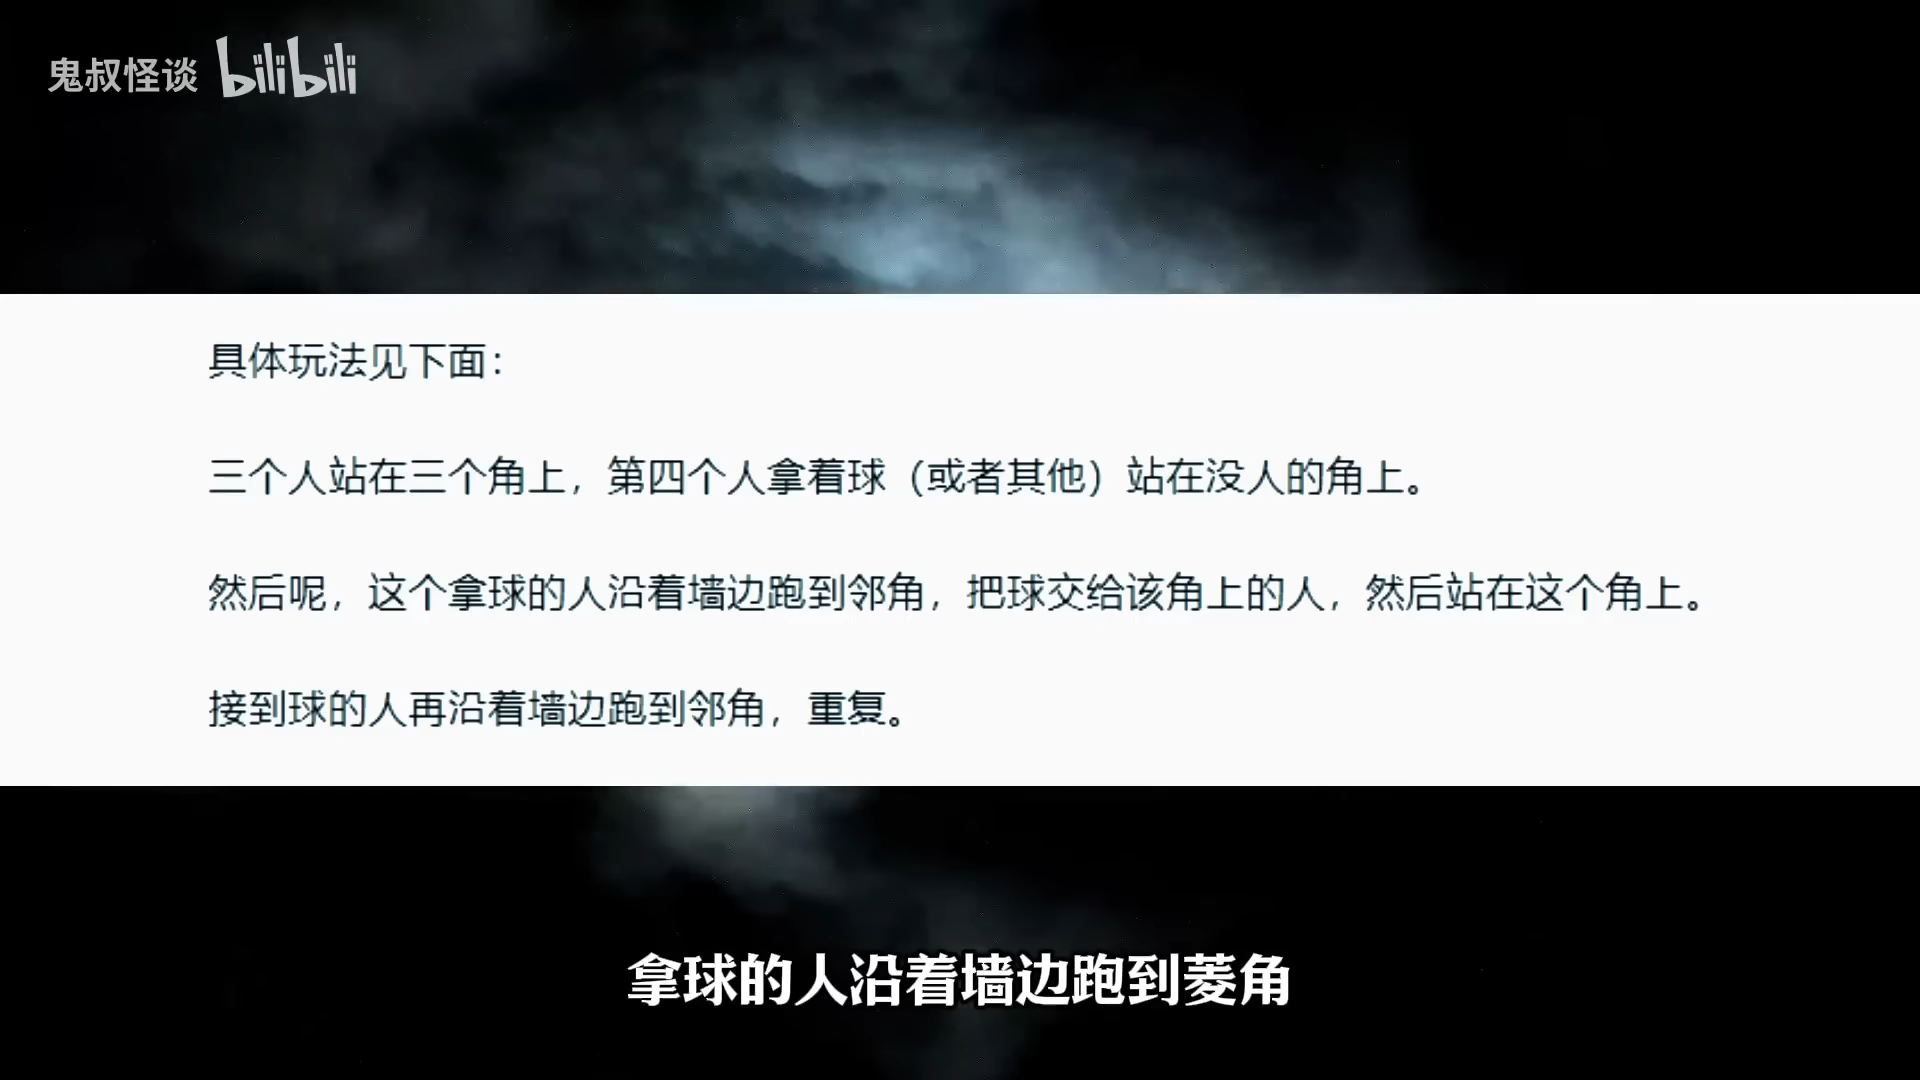 鬼叔怪谈 bilibili
具体玩法见下面：
三个人站在三个角上，第四个人拿着球（或者其他）站在没人的角上。
然后呢，这个拿球的人沿着墙边跑到邻角，把球交给该角上的人，然后站在这个角上。
接到球的人再沿着墙边跑到邻角，重复。
拿球的人沿着墙边跑到菱角